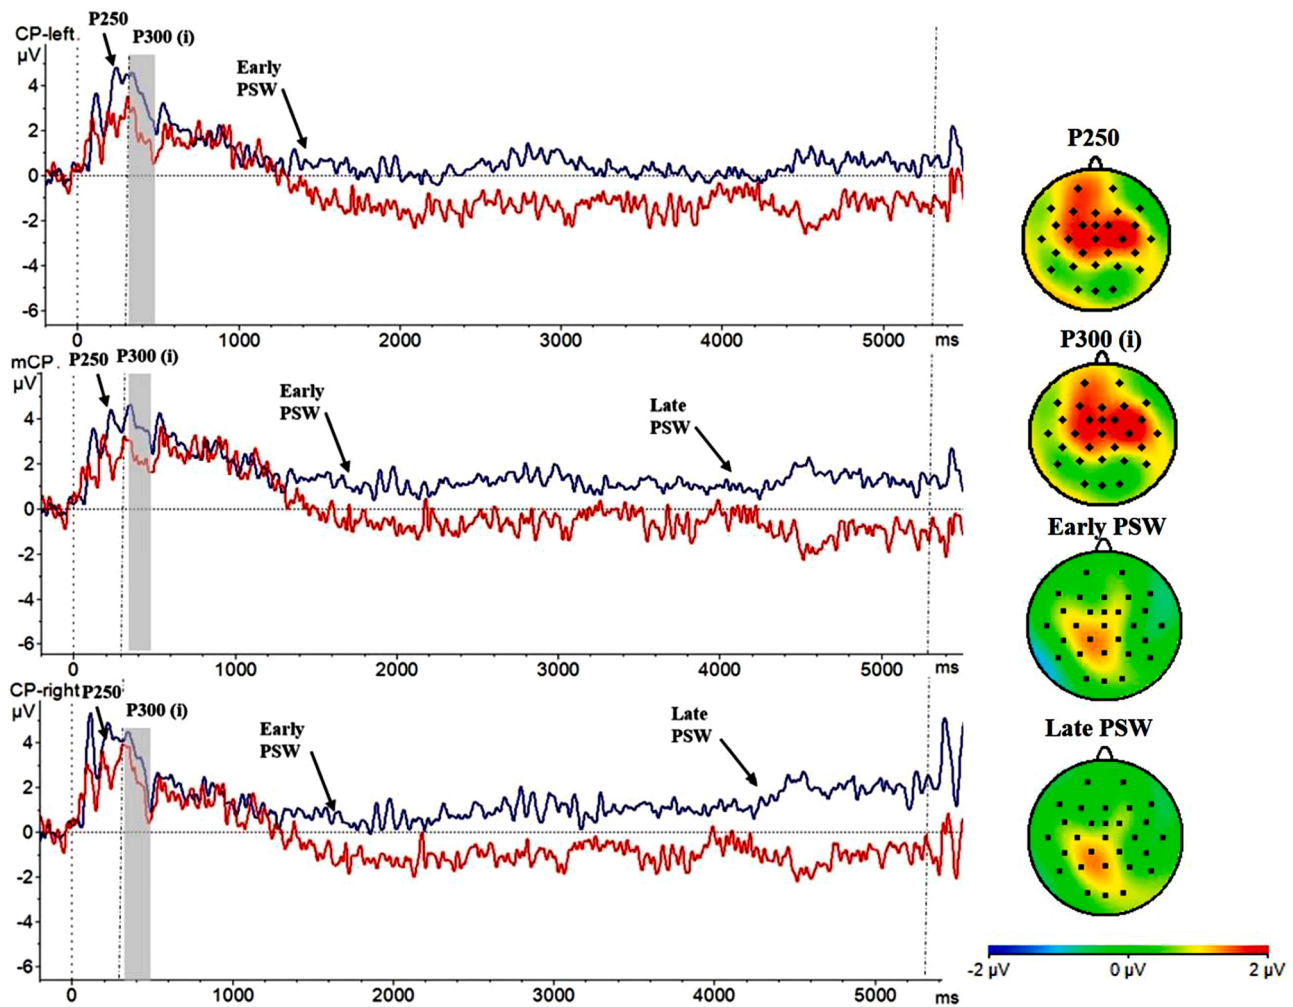 CP-left.
µV
P250
P300 (i)
Early
PSW
4
2
0
-2
-4
-6
0
1000
2000
3000
4000
5000
ms
mCP.
µV
P250
P300 (i)
Early
PSW
Late
PSW
4
2
0
-2
-4
-6
0
1000
2000
3000
4000
5000
ms
CP-right
µV
P250
P300 (i)
Early
PSW
Late
PSW
4
2
0
-2
-4
-6
0
1000
2000
3000
4000
5000
ms
P250
P300 (i)
Early PSW
Late PSW
-2 µV
0 µV
2 µV